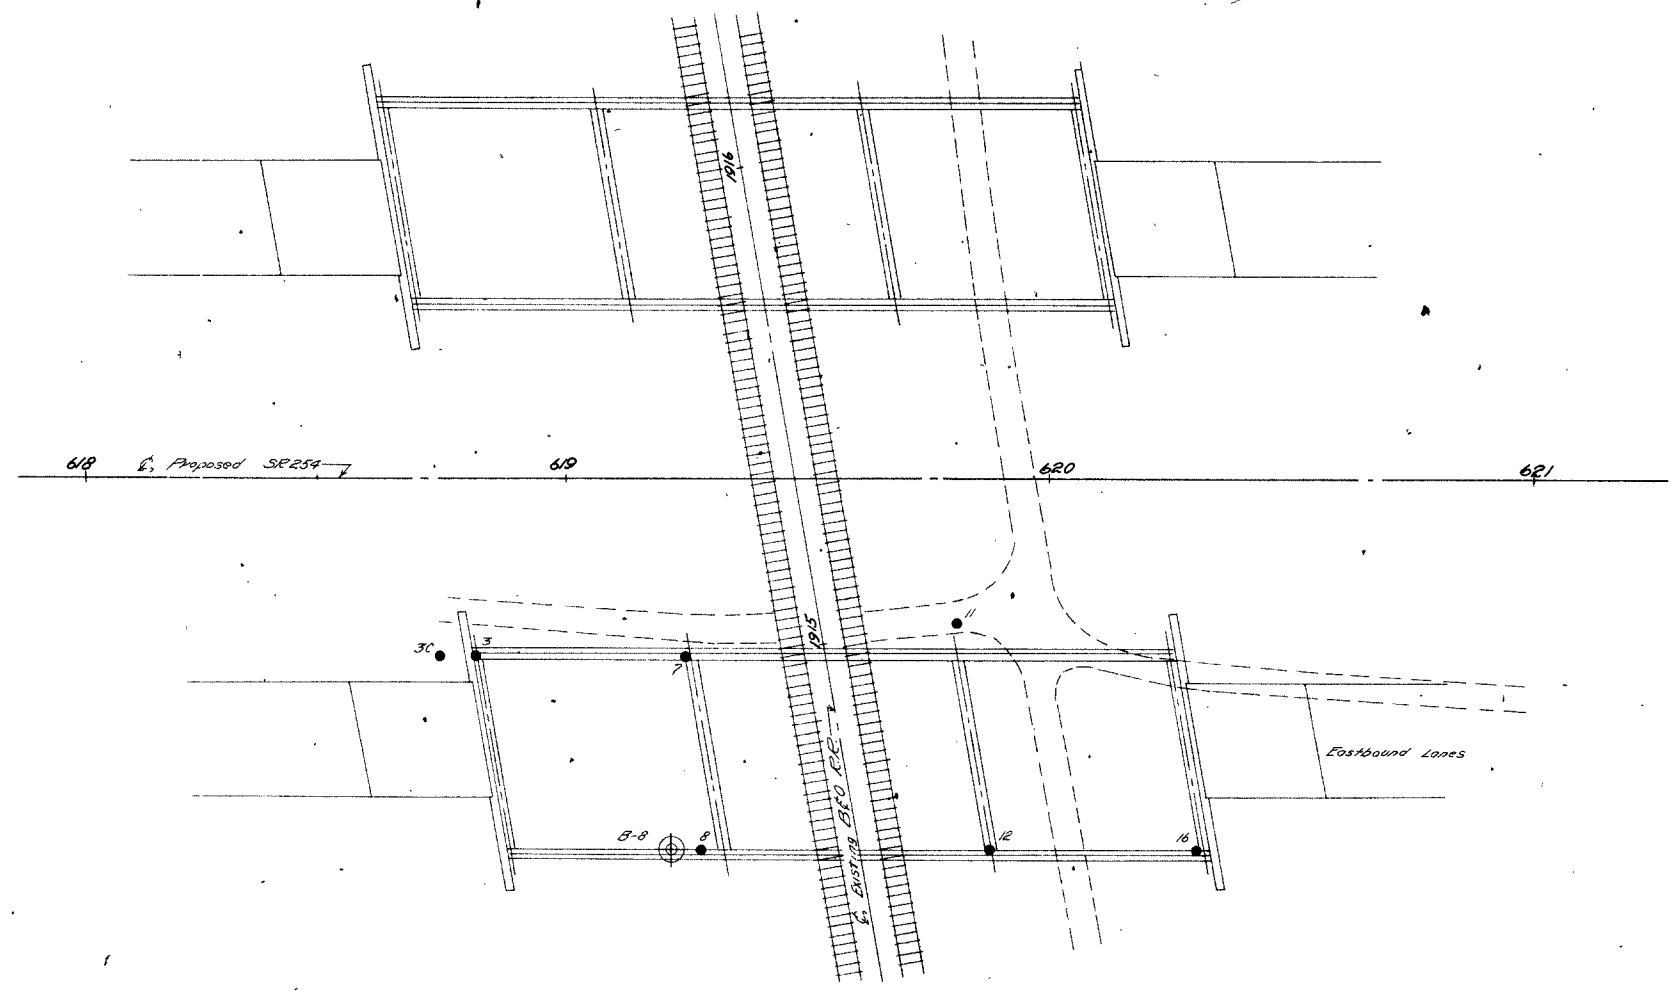 1916
618
℄ Proposed SR254
619
620
621
1915
11
3C
3
7
Eastbound Lanes
B-8
8
12
16
℄ Existing B&O RR